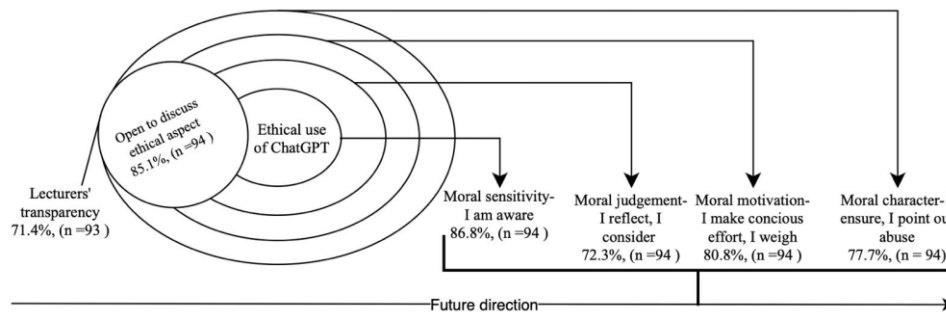 Open to discuss
ethical aspect
85.1%, (n =94 )
Ethical use
of ChatGPT
Lecturers'
transparency
71.4%, (n =93 )
Moral sensitivity-
I am aware
86.8%, (n=94 )
Moral judgement-
I reflect, I
consider
72.3%, (n =94 )
Moral motivation-
I make concious
effort, I weigh
80.8%, (n =94 )
Moral character-
ensure, I point ou
abuse
77.7%, (n = 94)
Future direction-